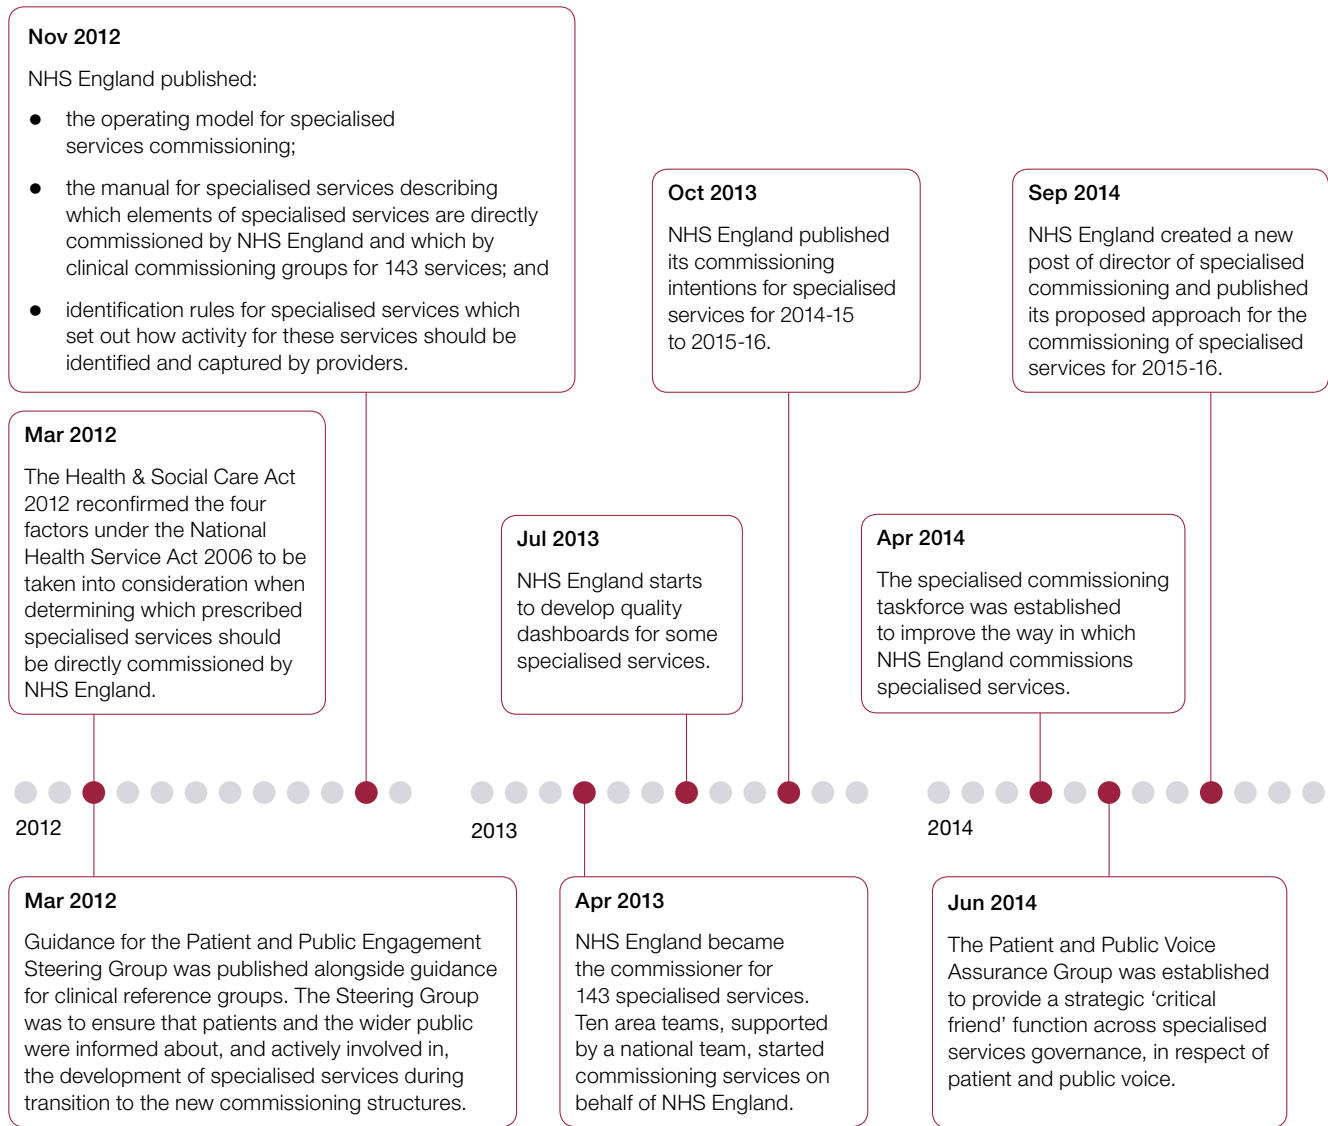 Nov 2012
NHS England published:
● the operating model for specialised
services commissioning;
● the manual for specialised services describing
which elements of specialised services are directly
commissioned by NHS England and which by
clinical commissioning groups for 143 services; and
● identification rules for specialised services which
set out how activity for these services should be
identified and captured by providers.
Oct 2013
NHS England published
its commissioning
intentions for specialised
services for 2014-15
to 2015-16.
Sep 2014
NHS England created a new
post of director of specialised
commissioning and published
its proposed approach for the
commissioning of specialised
services for 2015-16.
Mar 2012
The Health & Social Care Act
2012 reconfirmed the four
factors under the National
Health Service Act 2006 to be
taken into consideration when
determining which prescribed
specialised services should
be directly commissioned by
NHS England.
Jul 2013
NHS England starts
to develop quality
dashboards for some
specialised services.
Apr 2014
The specialised commissioning
taskforce was established
to improve the way in which
NHS England commissions
specialised services.
2012
2013
2014
Mar 2012
Guidance for the Patient and Public Engagement
Steering Group was published alongside guidance
for clinical reference groups. The Steering Group
was to ensure that patients and the wider public
were informed about, and actively involved in,
the development of specialised services during
transition to the new commissioning structures.
Apr 2013
NHS England became
the commissioner for
143 specialised services.
Ten area teams, supported
by a national team, started
commissioning services on
behalf of NHS England.
Jun 2014
The Patient and Public Voice
Assurance Group was established
to provide a strategic ‘critical
friend’ function across specialised
services governance, in respect of
patient and public voice.